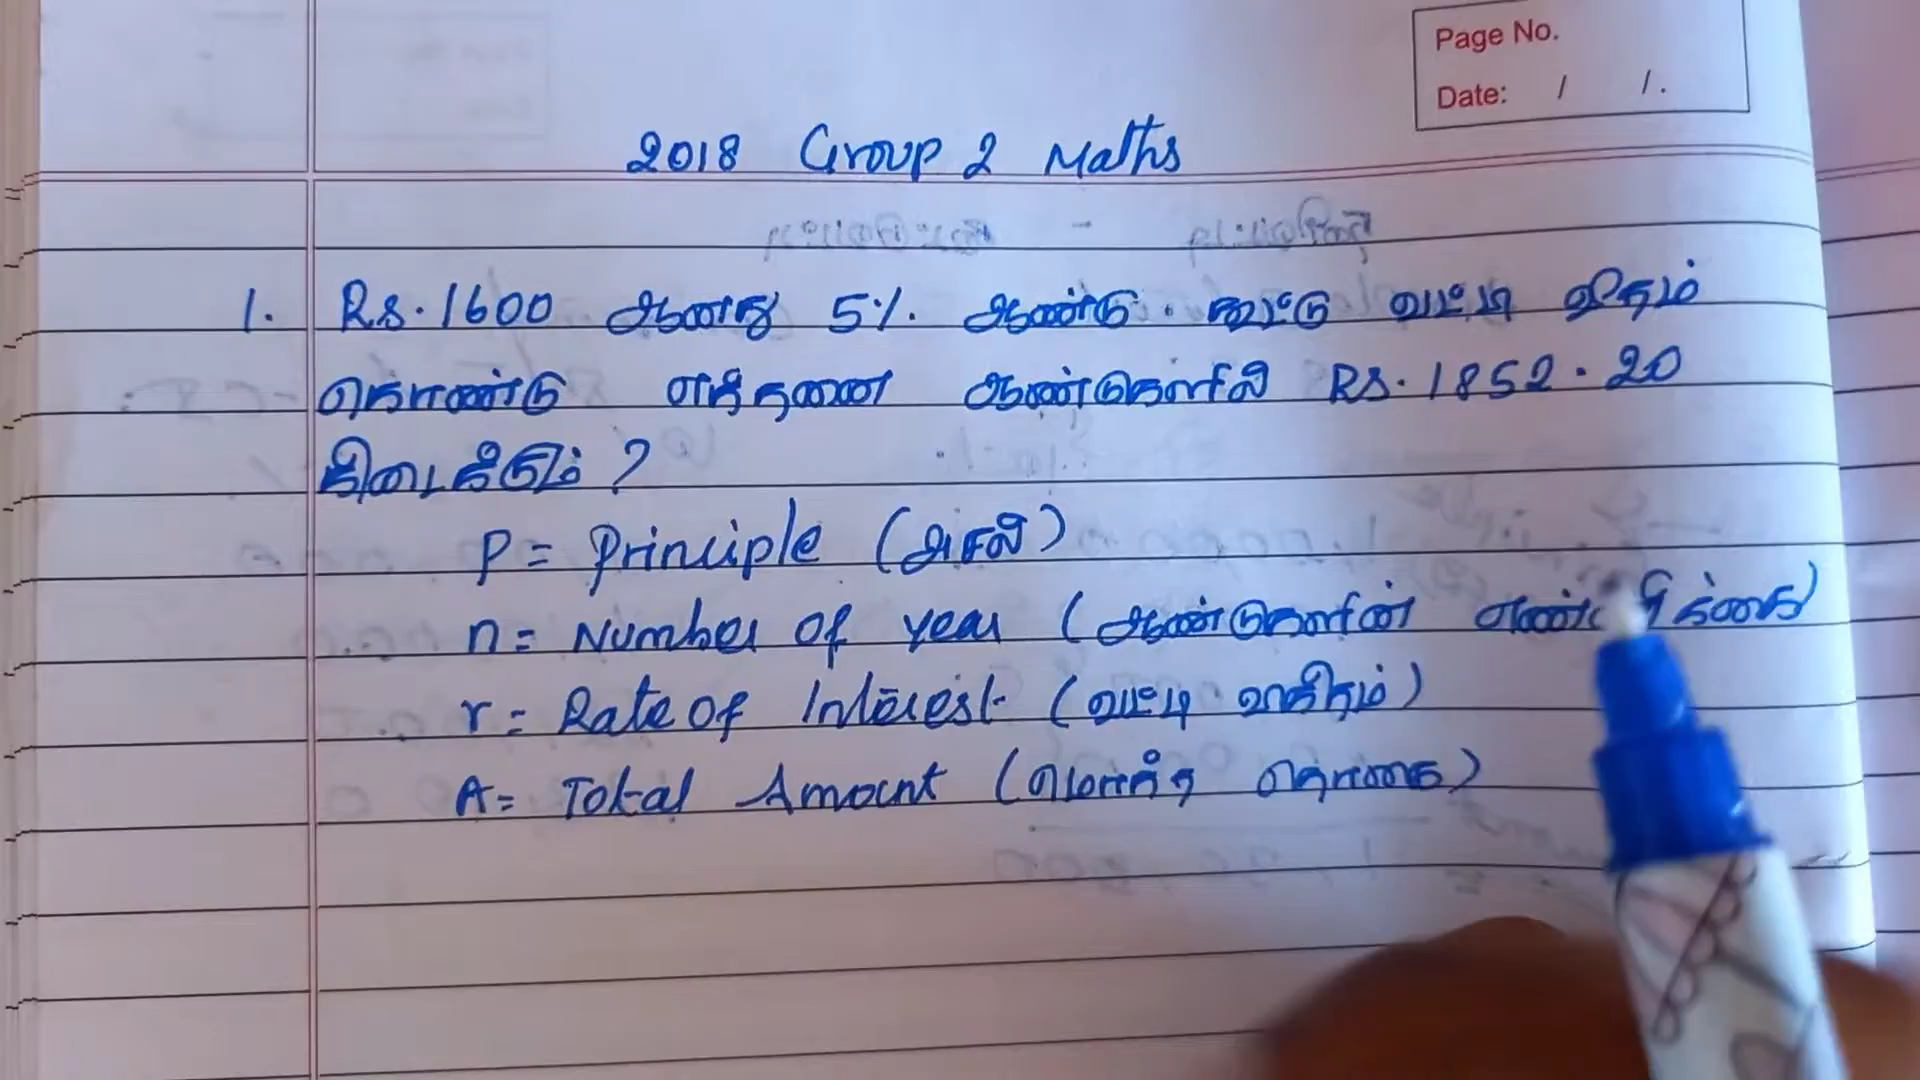 Page No.
Date: / /.
2018 Group 2 Maths
1. Rs. 1600 ஆனது 5%. ஆண்டு கூட்டு வட்டி வீதம்
கொண்டு எத்தனை ஆண்டுகளில் Rs. 1852.20
கிடைக்கும் ?
P = Principle (அசல்)
n = Number of year (ஆண்டுகளின்
r = Rate of Interest (வட்டி வாகிதம்)
A = Total Amount (மொத்த தொகை)